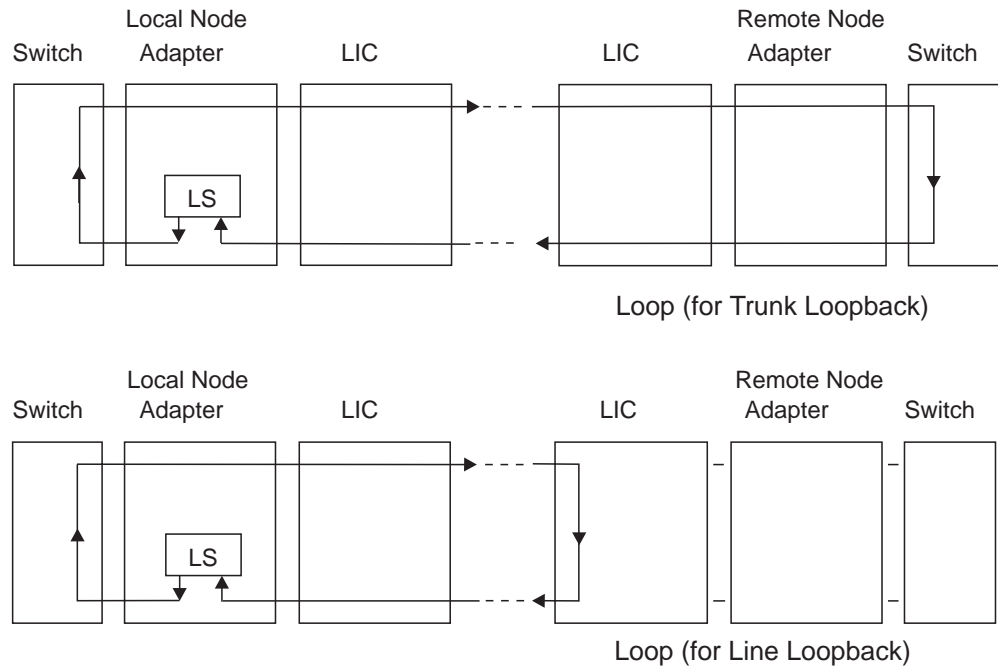 Local Node Remote Node
Switch Adapter LIC LIC Adapter Switch
LS
Loop (for Trunk Loopback)
Local Node Remote Node
Switch Adapter LIC LIC Adapter Switch
LS
Loop (for Line Loopback)